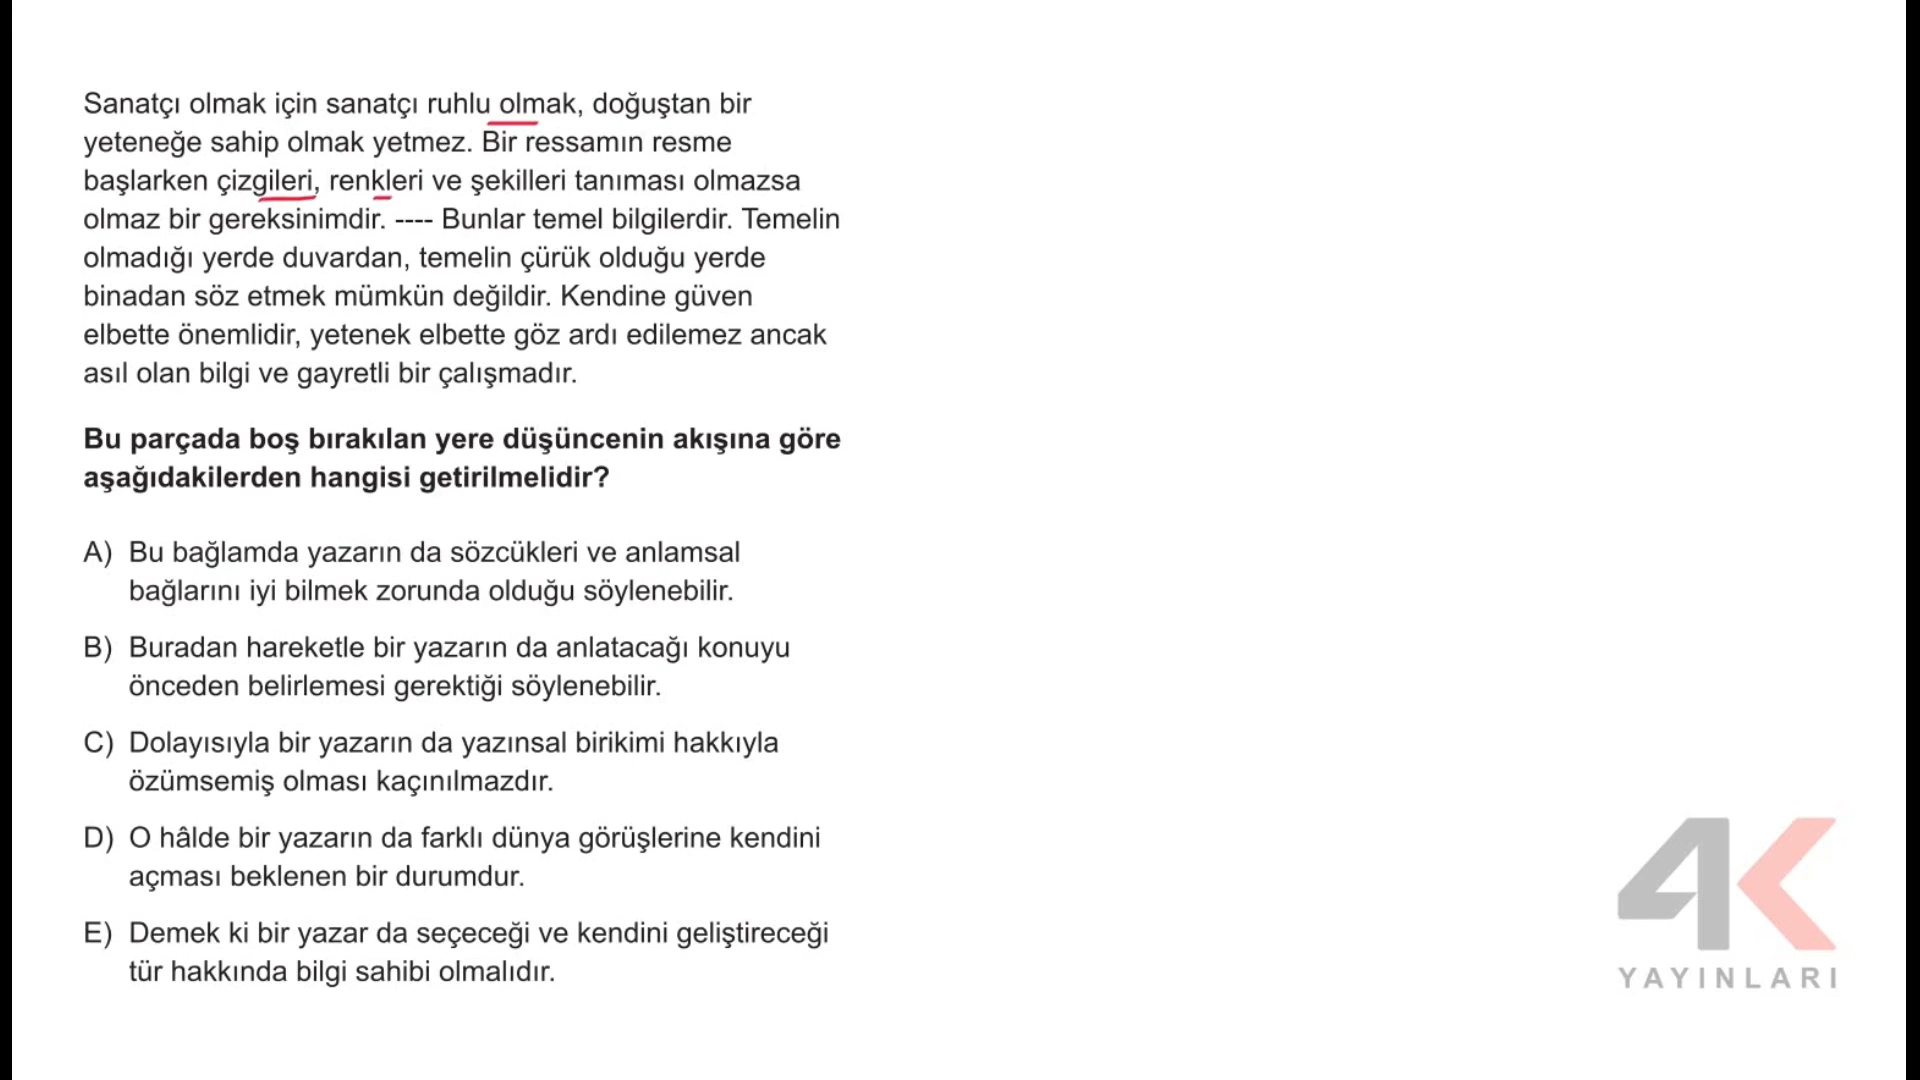 Sanatçı olmak için sanatçı ruhlu olmak, doğuştan bir
yeteneğe sahip olmak yetmez. Bir ressamın resme
başlarken çizgileri, renkleri ve şekilleri tanıması olmazsa
olmaz bir gereksinimdir. ---- Bunlar temel bilgilerdir. Temelin
olmadığı yerde duvardan, temelin çürük olduğu yerde
binadan söz etmek mümkün değildir. Kendine güven
elbette önemlidir, yetenek elbette göz ardı edilemez ancak
asıl olan bilgi ve gayretli bir çalışmadır.
Bu parçada boş bırakılan yere düşüncenin akışına göre
aşağıdakilerden hangisi getirilmelidir?
A) Bu bağlamda yazarın da sözcükleri ve anlamsal
bağlarını iyi bilmek zorunda olduğu söylenebilir.
B) Buradan hareketle bir yazarın da anlatacağı konuyu
önceden belirlemesi gerektiği söylenebilir.
C) Dolayısıyla bir yazarın da yazınsal birikimi hakkıyla
özümsemiş olması kaçınılmazdır.
D) O hâlde bir yazarın da farklı dünya görüşlerine kendini
açması beklenen bir durumdur.
E) Demek ki bir yazar da seçeceği ve kendini geliştireceği
tür hakkında bilgi sahibi olmalıdır.
4K
YAYINLARI